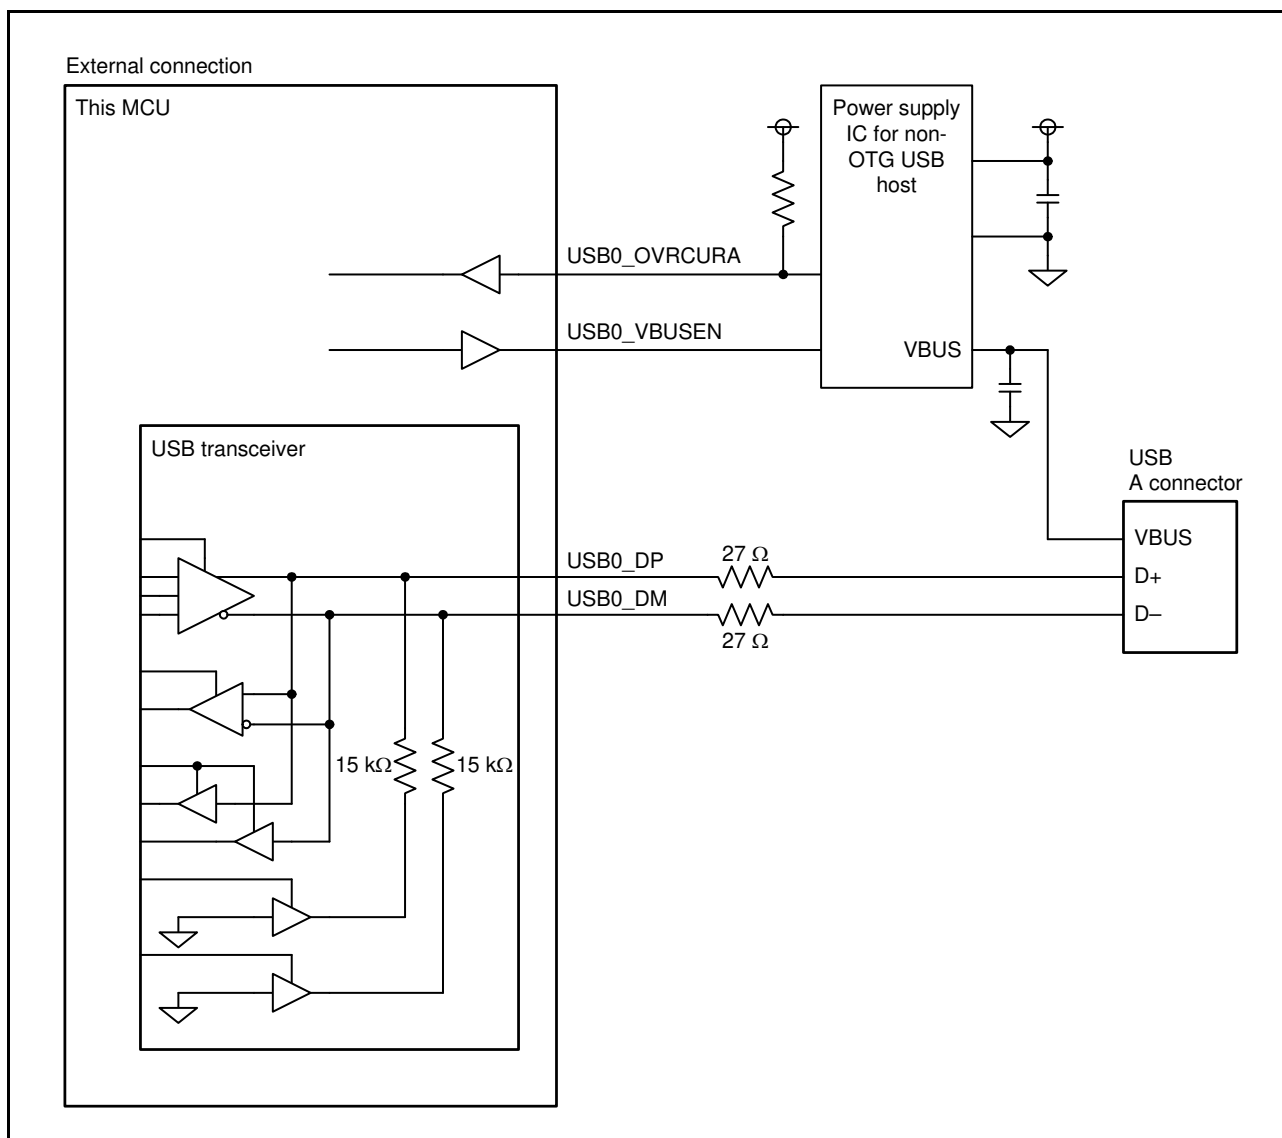 External connection
This MCU
Power supply
IC for non-
OTG USB
host
USB0_OVRCURA
USB0_VBUSEN
VBUS
USB transceiver
USB
A connector
VBUS
USB0_DP
27 Ω
D+
USB0_DM
27 Ω
D–
15 kΩ
15 kΩ